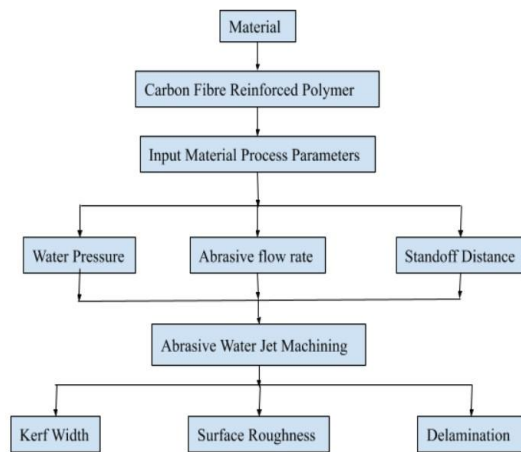 Material
Carbon Fibre Reinforced Polymer
Input Material Process Parameters
Water Pressure
Abrasive flow rate
Standoff Distance
Abrasive Water Jet Machining
Kerf Width
Surface Roughness
Delamination